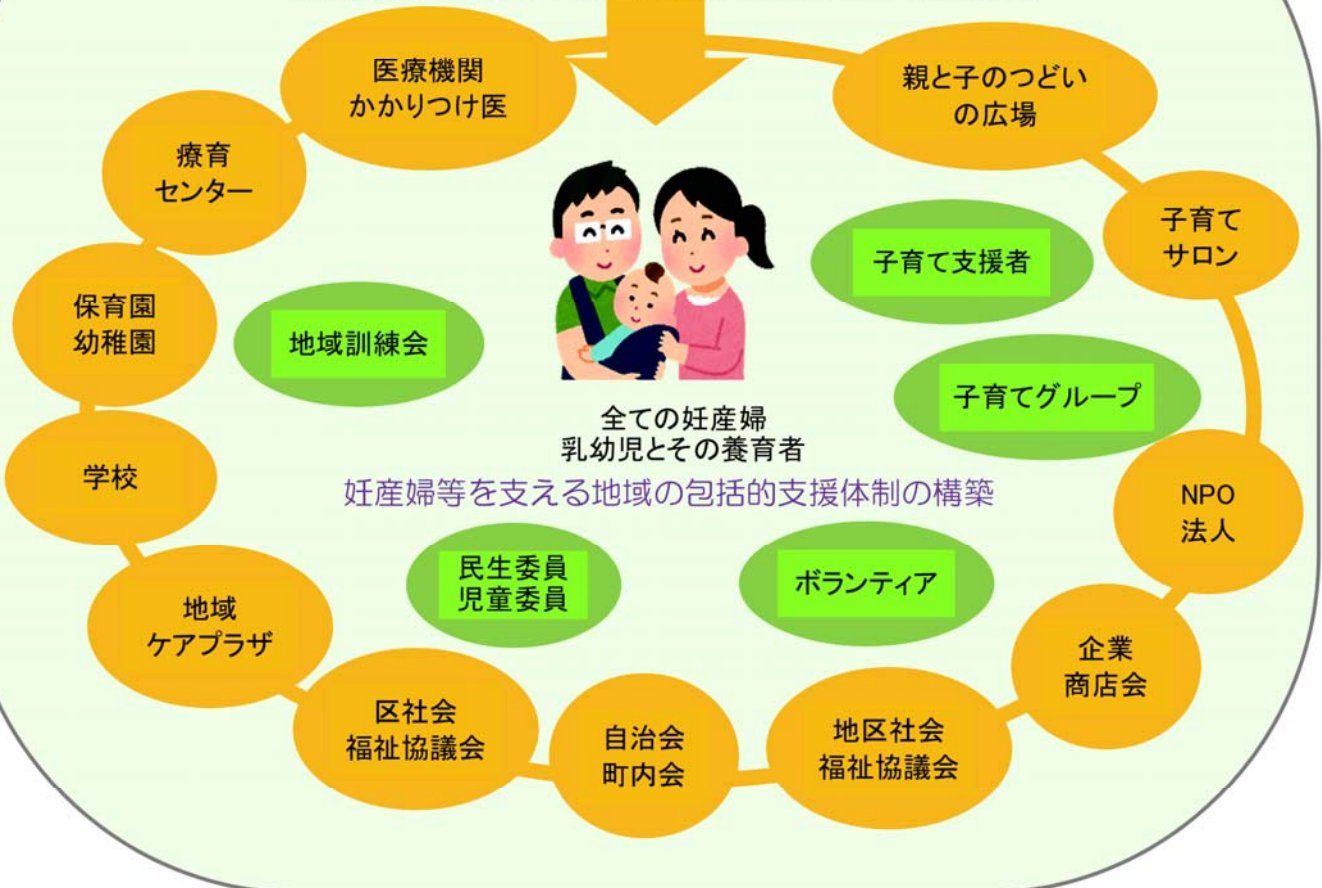 医療機関
かかりつけ医
親と子のつどい
の広場
療育
センター
子育て
サロン
子育て支援者
保育園
幼稚園
地域訓練会
子育てグループ
全ての妊産婦
乳幼児とその養育者
学校
妊産婦等を支える地域の包括的支援体制の構築
NPO
法人
民生委員
児童委員
ボランティア
地域
ケアプラザ
企業
商店会
区社会
福祉協議会
自治会
町内会
地区社会
福祉協議会